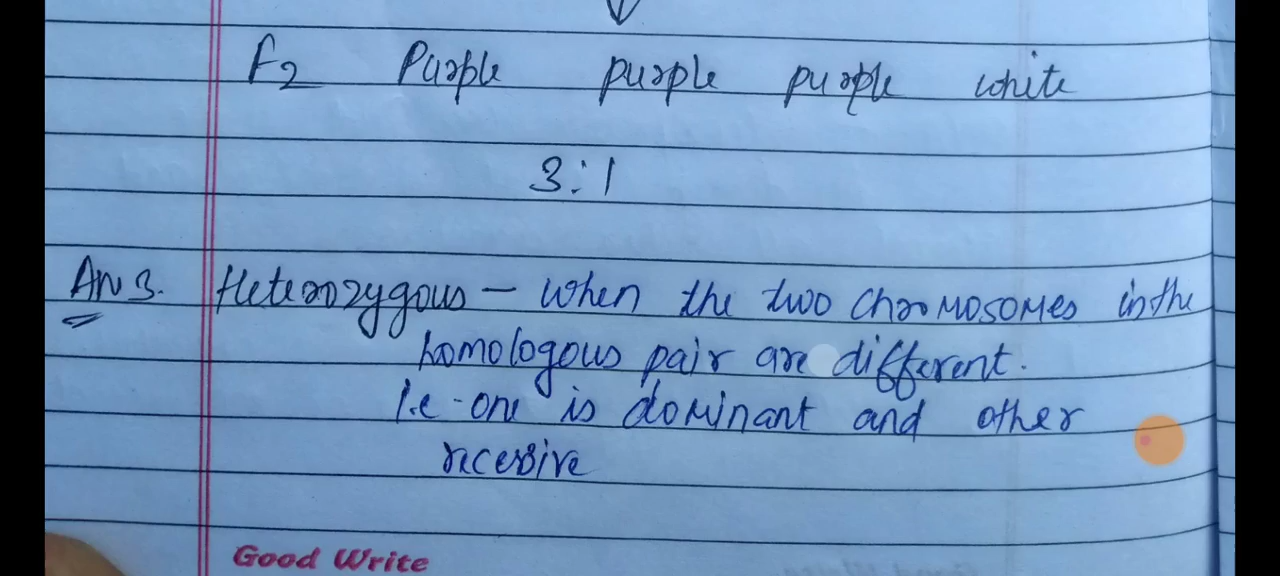 F2 Purple purple purple white
3:1
Ans 3. Heterozygous - when the two chromosomes in the
homologous pair are different.
I.e - one is dominant and other
recessive
Good Write